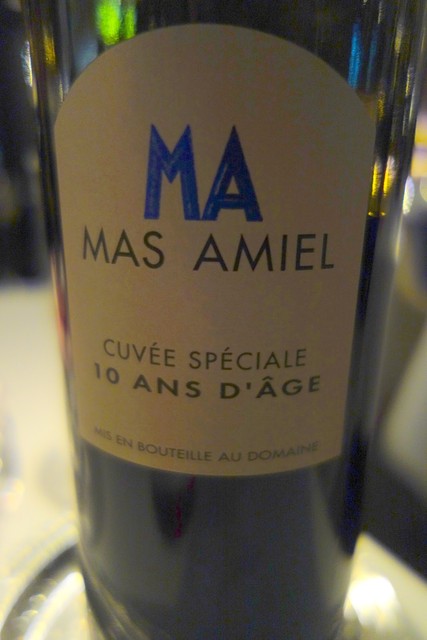 MA
MAS AMIEL
CUVÉE SPÉCIALE
10 ANS D'ÂGE
MIS EN BOUTEILLE AU DOMAINE